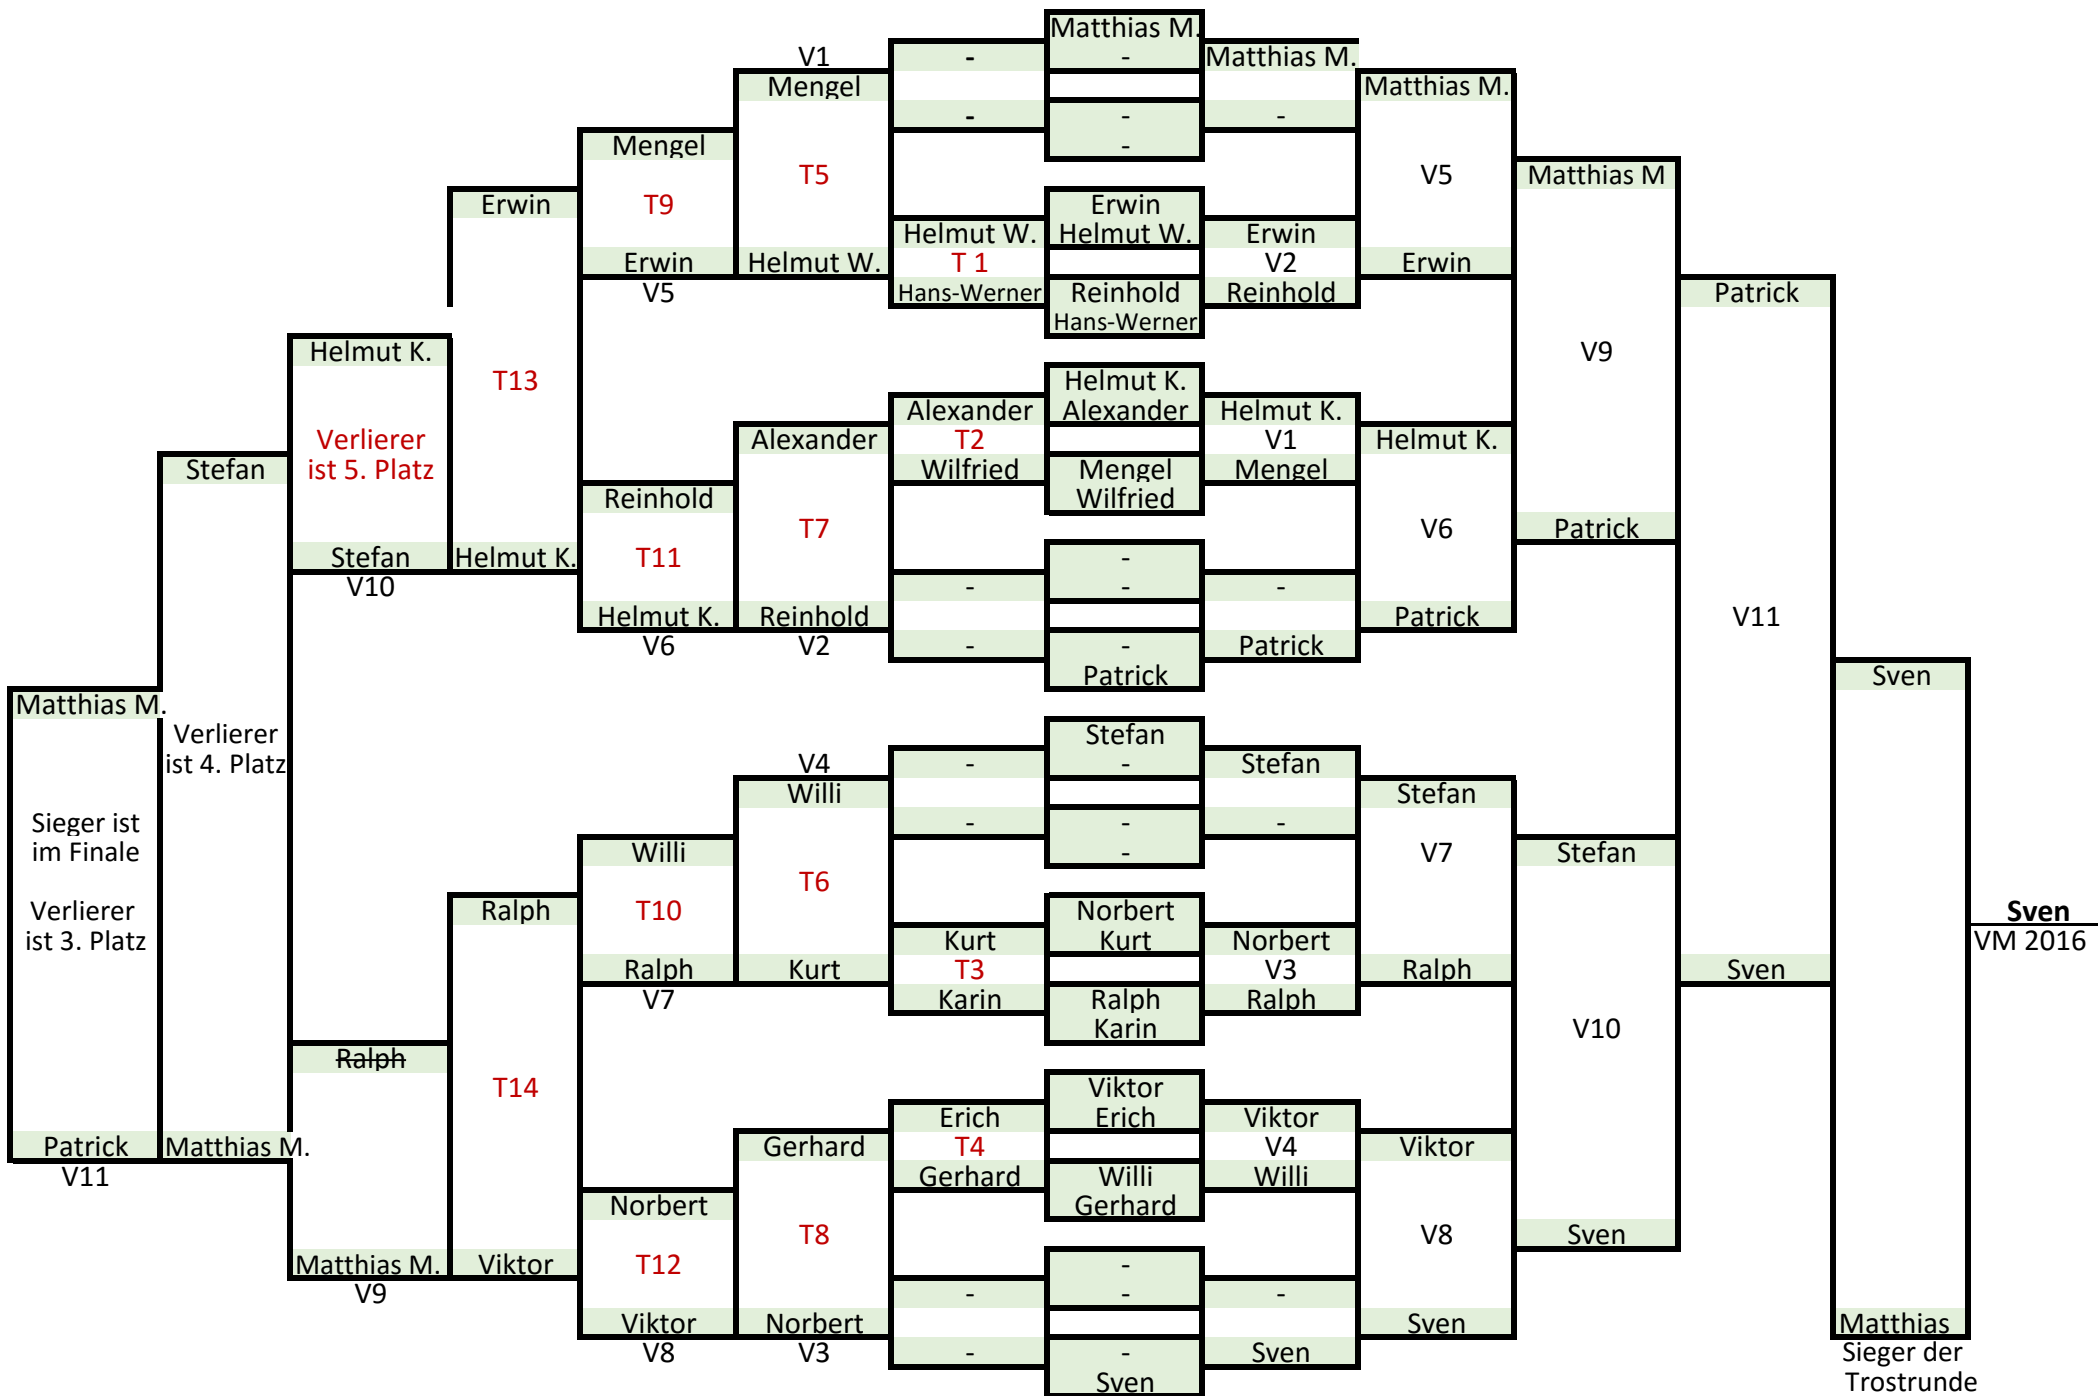 Matthias M.
V1
-
-
Matthias M.
Mengel
Matthias M.
-
-
-
Mengel
-
T5
V5
Matthias M
Erwin
T9
Erwin
Helmut W.
Helmut W.
Erwin
Erwin
Helmut W.
T 1
V2
Erwin
V5
Hans-Werner
Reinhold
Reinhold
Patrick
Hans-Werner
Helmut K.
V9
T13
Helmut K.
Alexander
Alexander
Helmut K.
Verlierer
ist 5. Platz
Alexander
T2
V1
Helmut K.
Stefan
Wilfried
Mengel
Mengel
Reinhold
Wilfried
T7
V6
Patrick
Stefan
Helmut K.
T11
-
V10
-
-
-
Helmut K.
Reinhold
Patrick
V11
V6
V2
-
-
Patrick
Patrick
Sven
Matthias M.
Verlierer
ist 4. Platz
Stefan
V4
-
-
Stefan
Willi
Stefan
Sieger ist
im Finale
-
-
-
-
Willi
V7
Stefan
T6
Verlierer
ist 3. Platz
Ralph
T10
Norbert
Sven
VM 2016
Kurt
Kurt
Norbert
Ralph
Kurt
T3
V3
Ralph
Sven
V7
Karin
Ralph
Ralph
Karin
V10
Ralph
T14
Viktor
Erich
Erich
Viktor
Patrick
Matthias M.
Gerhard
T4
V4
Viktor
V11
Gerhard
Willi
Willi
Norbert
Gerhard
T8
V8
Sven
Matthias M.
Viktor
T12
-
V9
-
-
-
Viktor
Norbert
Sven
Matthias
V8
V3
-
-
Sven
Sieger der
Trostrunde
Sven